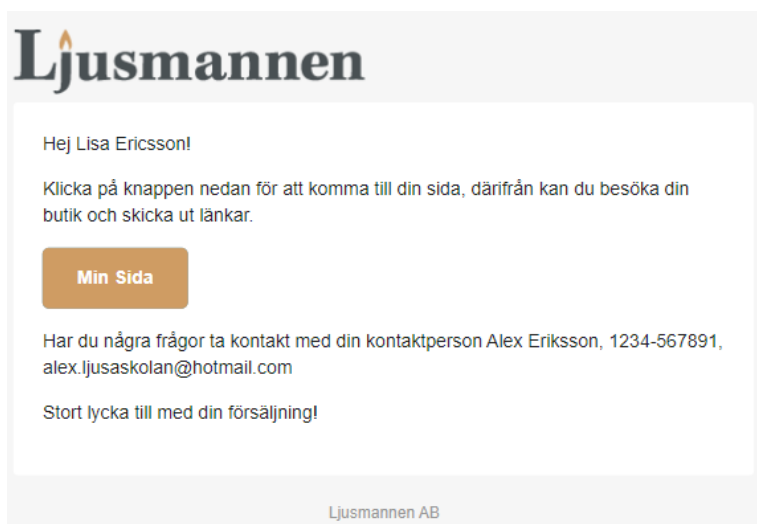 Ljusmannen
Hej Lisa Ericsson!
Klicka på knappen nedan för att komma till din sida, därifrån kan du besöka din
butik och skicka ut länkar.
Min Sida
Har du några frågor ta kontakt med din kontaktperson Alex Eriksson, 1234-567891,
alex.ljusaskolan@hotmail.com
Stort lycka till med din försäljning!
Ljusmannen AB